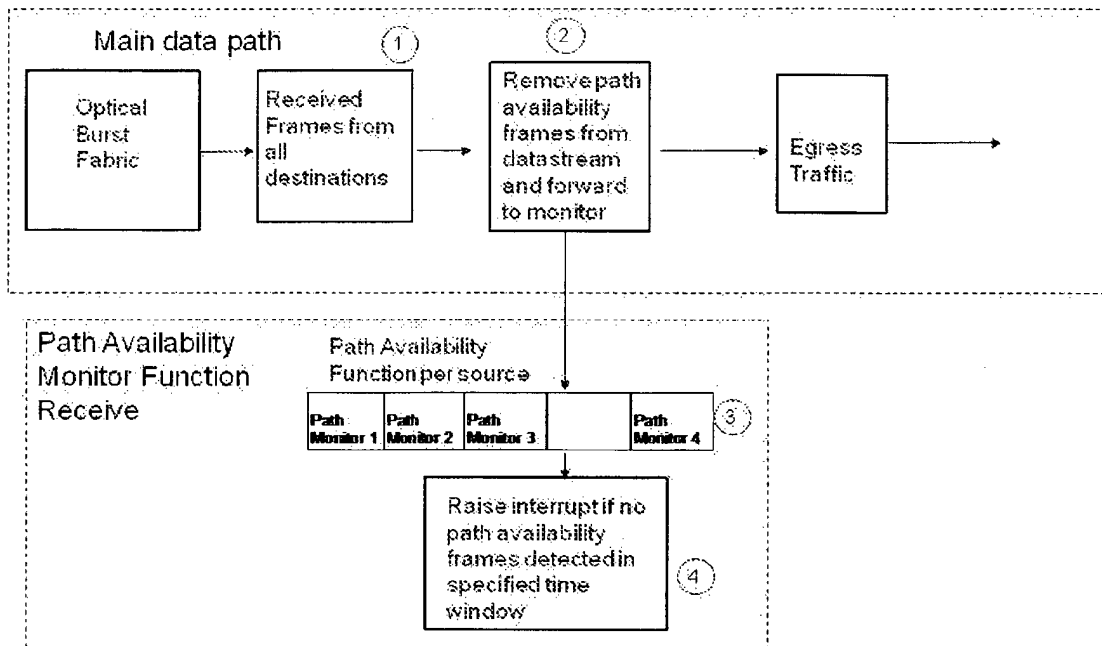 Main data path
1
2
Optical
Burst
Fabric
Received
Frames from
all
destinations
Remove path
availability
frames from
datastream
and forward
to monitor
Egress
Traffic
Path Availability
Monitor Function
Receive
Path Availability
Function per source
Path
Monitor 1
Path
Monitor 2
Path
Monitor 3
Path
Monitor 4
3
Raise interrupt if no
path availability
frames detected in
specified time
window
4